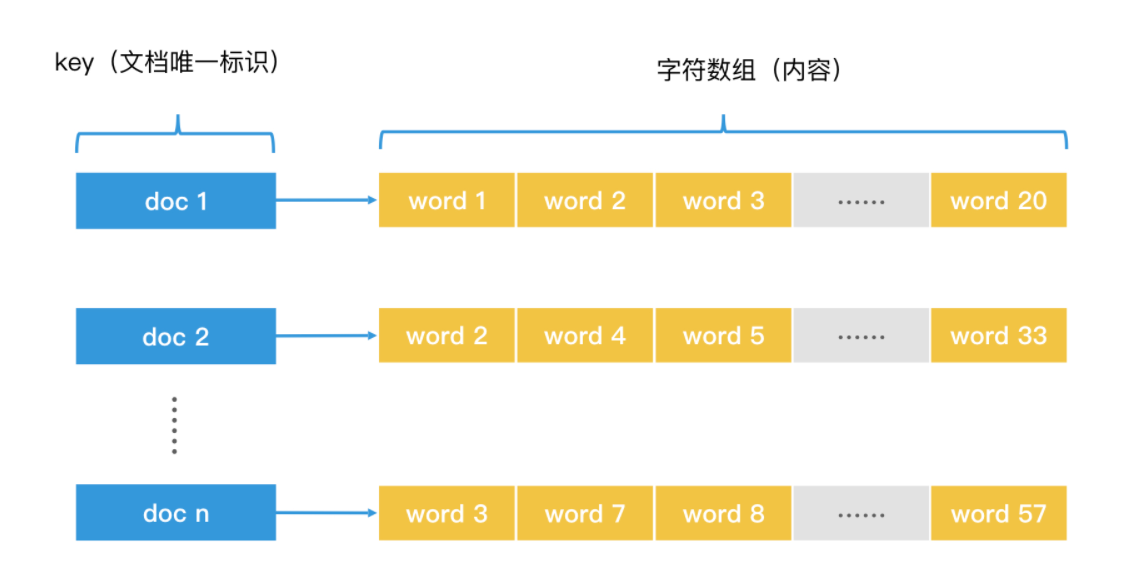 key（文档唯一标识）
字符数组（内容）
doc 1 word 1 word 2 word 3 ······ word 20
doc 2 word 2 word 4 word 5 ······ word 33
doc n word 3 word 7 word 8 ······ word 57